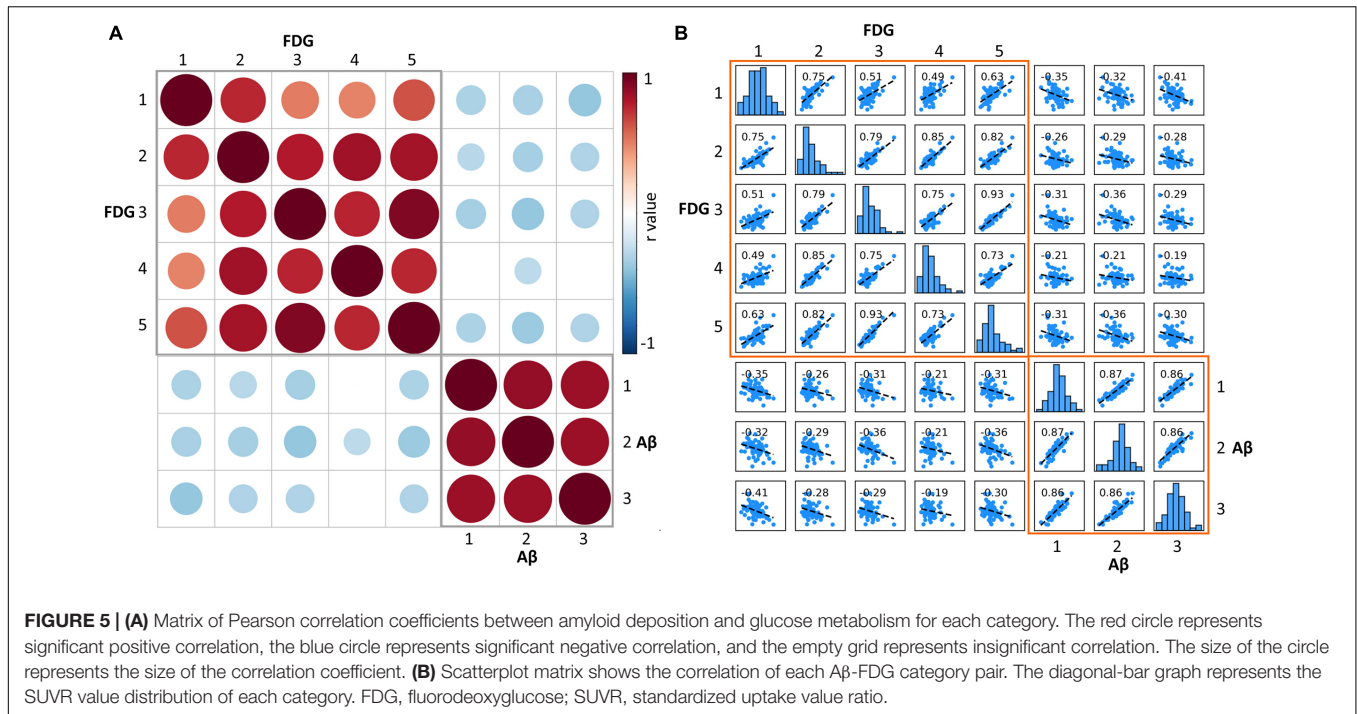 A
FDG
1 2 3 4 5
1
2
FDG 3
4
5
1
r value
-1
1
2 Aβ
3
1 2 3
Aβ
B
FDG
1 2 3 4 5
1 0.75 0.51 0.49 0.63 -0.35 -0.32 -0.41
2 0.75 0.79 0.85 0.82 -0.26 -0.29 -0.28
FDG 3 0.51 0.79 0.75 0.93 -0.31 -0.36 -0.29
4 0.49 0.85 0.75 0.73 -0.21 -0.21 -0.19
5 0.63 0.82 0.93 0.73 -0.31 -0.36 -0.30
-0.35 -0.26 -0.31 -0.21 -0.31 0.87 0.86 1
-0.32 -0.29 -0.36 -0.21 -0.36 0.87 0.86 2 Aβ
-0.41 -0.28 -0.29 -0.19 -0.30 0.86 0.86 3
1 2 3
Aβ
FIGURE 5 | (A) Matrix of Pearson correlation coefficients between amyloid deposition and glucose metabolism for each category. The red circle represents
significant positive correlation, the blue circle represents significant negative correlation, and the empty grid represents insignificant correlation. The size of the circle
represents the size of the correlation coefficient. (B) Scatterplot matrix shows the correlation of each Aβ-FDG category pair. The diagonal-bar graph represents the
SUVR value distribution of each category. FDG, fluorodeoxyglucose; SUVR, standardized uptake value ratio.